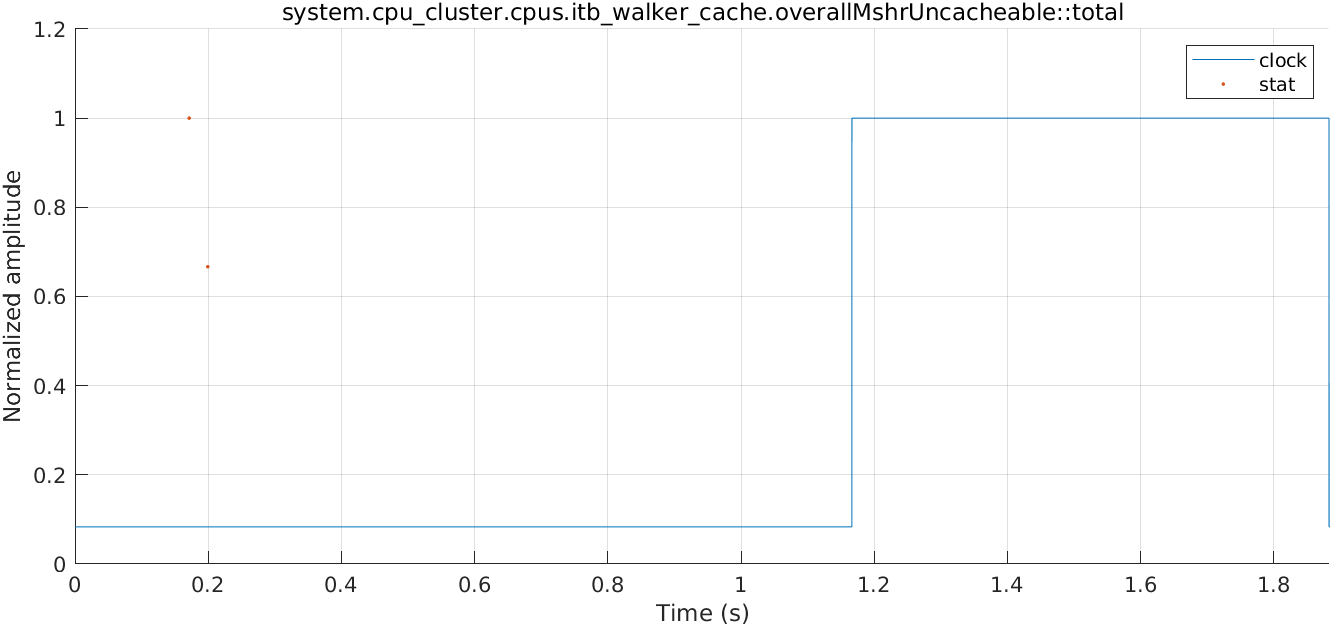 system.cpu_cluster.cpus.itb_walker_cache.overallMshrUncacheable::total
1.2
1
0.8
0.6
0.4
0.2
0
Normalized amplitude
clock
stat
0 0.2 0.4 0.6 0.8 1 1.2 1.4 1.6 1.8
Time (s)